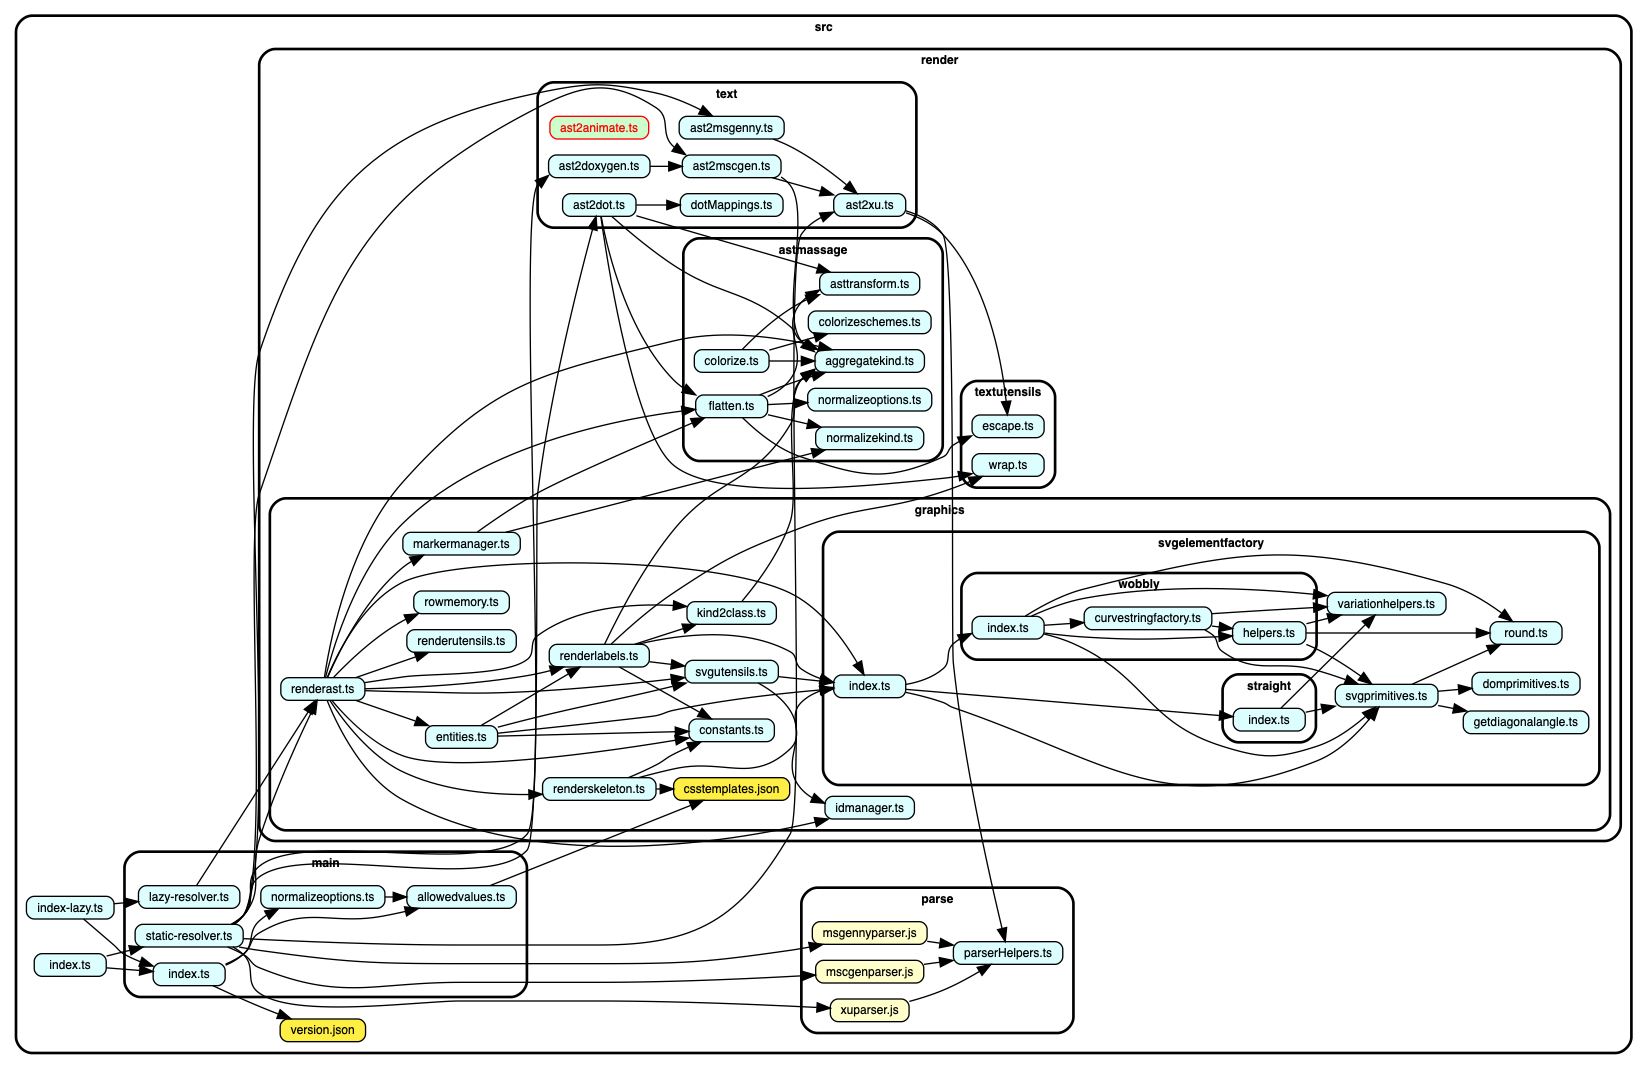 src
render
text
ast2animate.ts
ast2msgenny.ts
ast2doxygen.ts
ast2mscgen.ts
ast2dot.ts
dotMappings.ts
ast2xu.ts
astmassage
asttransform.ts
colorizeschemes.ts
colorize.ts
aggregatekind.ts
flatten.ts
normalizeoptions.ts
normalizekind.ts
textutensils
escape.ts
wrap.ts
graphics
markermanager.ts
rowmemory.ts
renderutensils.ts
renderast.ts
entities.ts
kind2class.ts
renderlabels.ts
svgutensils.ts
constants.ts
renderskeleton.ts
csstemplates.json
idmanager.ts
svgelementfactory
index.ts
wobbly
index.ts
curvestringfactory.ts
helpers.ts
straight
index.ts
variationhelpers.ts
round.ts
svgprimitives.ts
domprimitives.ts
getdiagonalangle.ts
main
lazy-resolver.ts
normalizeoptions.ts
allowedvalues.ts
static-resolver.ts
index.ts
index-lazy.ts
index.ts
version.json
parse
msgennyparser.js
mscgenparser.js
xuparser.js
parserHelpers.ts